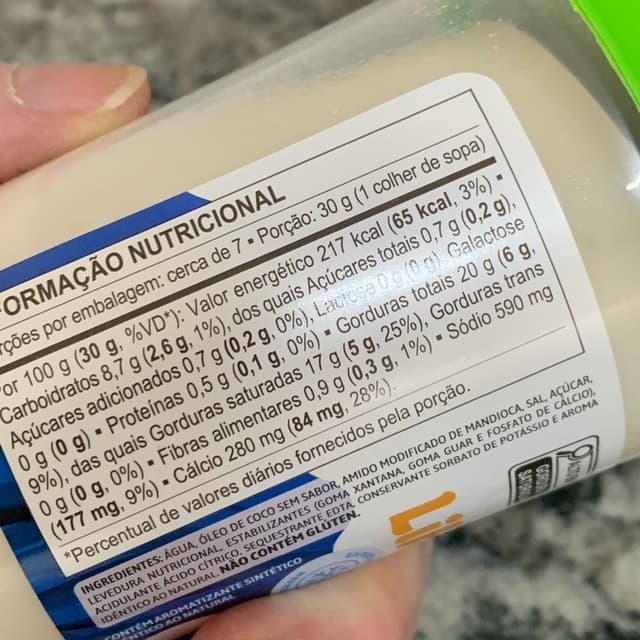 FORMAÇÃO NUTRICIONAL
rções por embalagem: cerca de 7 • Porção: 30 g (1 colher de sopa)
or 100 g (30 g, %VD*): Valor energético 217 kcal (65 kcal, 3%) •
Carboidratos 8,7 g (2,6 g, 1%), dos quais Açúcares totais 0,7 g (0,2 g),
Açúcares adicionados 0,7 g (0,2 g, 0%), Lactose 0 g (0 g), Galactose
0 g (0 g) • Proteínas 0,5 g (0,1 g, 0%) • Gorduras totais 20 g (6 g,
9%), das quais Gorduras saturadas 17 g (5 g, 25%), Gorduras trans
0 g (0 g, 0%) • Fibras alimentares 0,9 g (0,3 g, 1%) • Sódio 590 mg
(177 mg, 9%) • Cálcio 280 mg (84 mg, 28%).
*Percentual de valores diários fornecidos pela porção.
INGREDIENTES: ÁGUA, ÓLEO DE COCO SEM SABOR, AMIDO MODIFICADO DE MANDIOCA, SAL, AÇÚCAR,
LEVEDURA NUTRICIONAL, ESTABILIZANTES (GOMA XANTANA, GOMA GUAR E FOSFATO DE CÁLCIO),
ACIDULANTE ÁCIDO CÍTRICO, SEQUESTRANTE EDTA, CONSERVANTE SORBATO DE POTÁSSIO E AROMA
IDÊNTICO AO NATURAL. NÃO CONTÉM GLÚTEN.
CONTÉM AROMATIZANTE SINTÉTICO
IDÊNTICO AO NATURAL